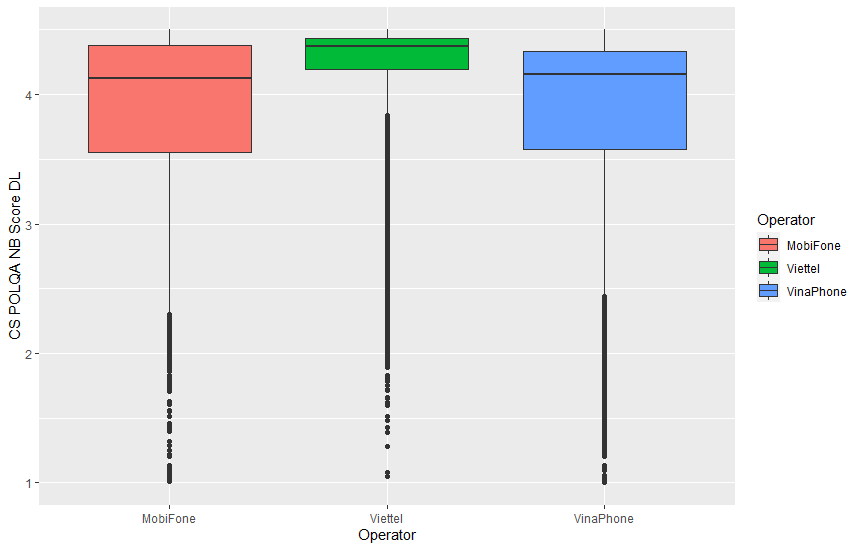 CS POLQA NB Score DL
4
3
2
1
MobiFone
Viettel
VinaPhone
Operator
Operator
MobiFone
Viettel
VinaPhone